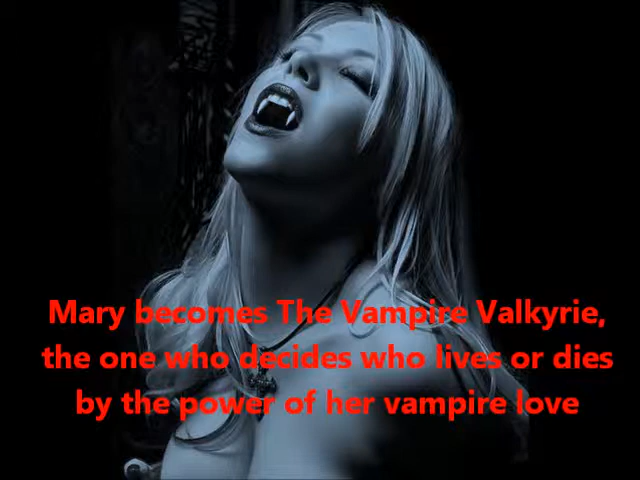 Mary becomes The Vampire Valkyrie,
the one who decides who lives or dies
by the power of her vampire love